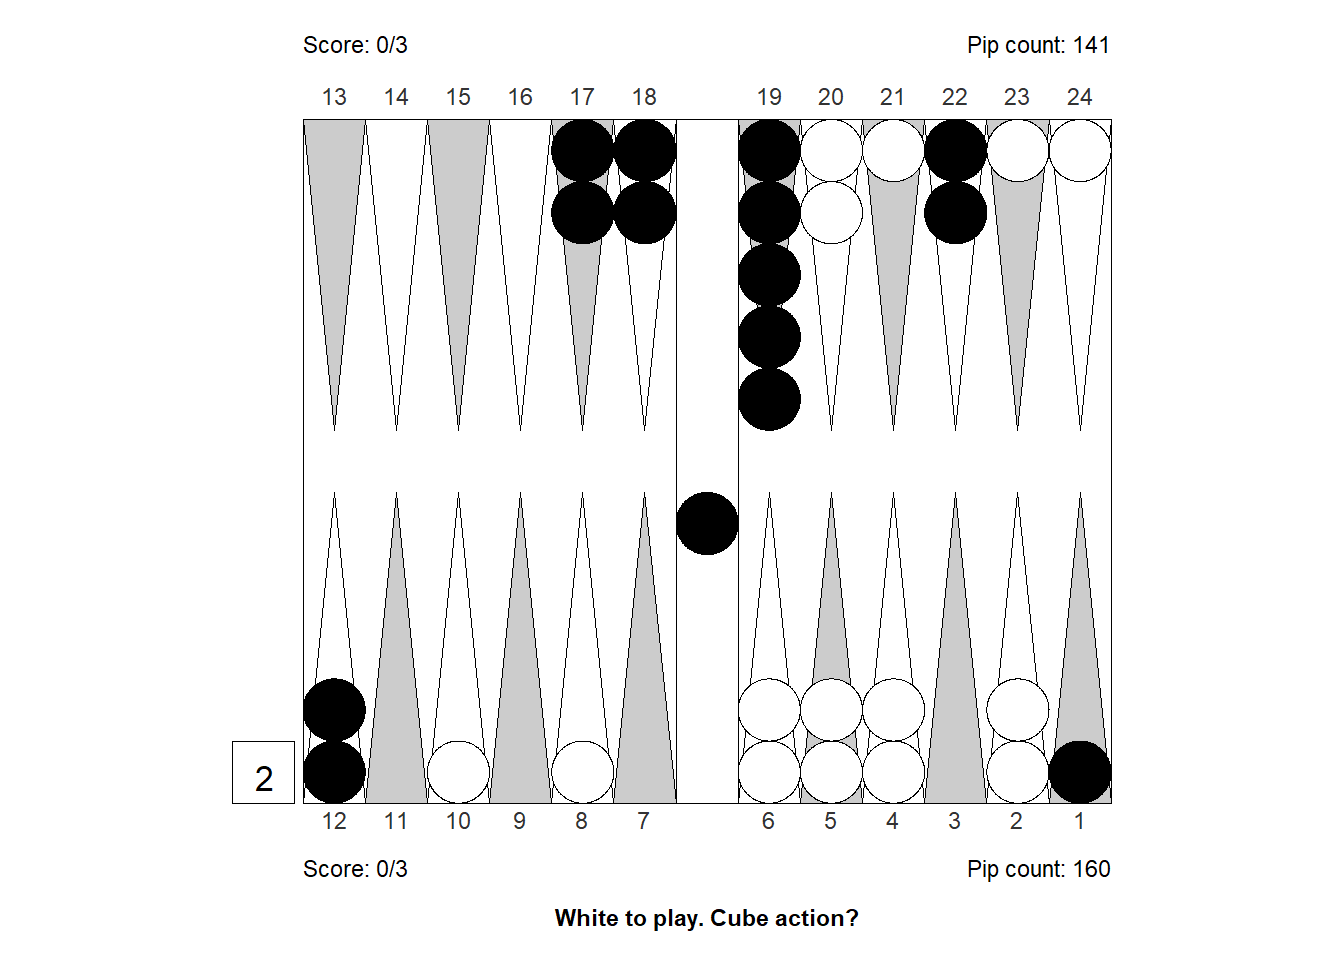 Score: 0/3 Pip count: 141
13 14 15 16 17 18 19 20 21 22 23 24
2
12 11 10 9 8 7 6 5 4 3 2 1
Score: 0/3 Pip count: 160
White to play. Cube action?